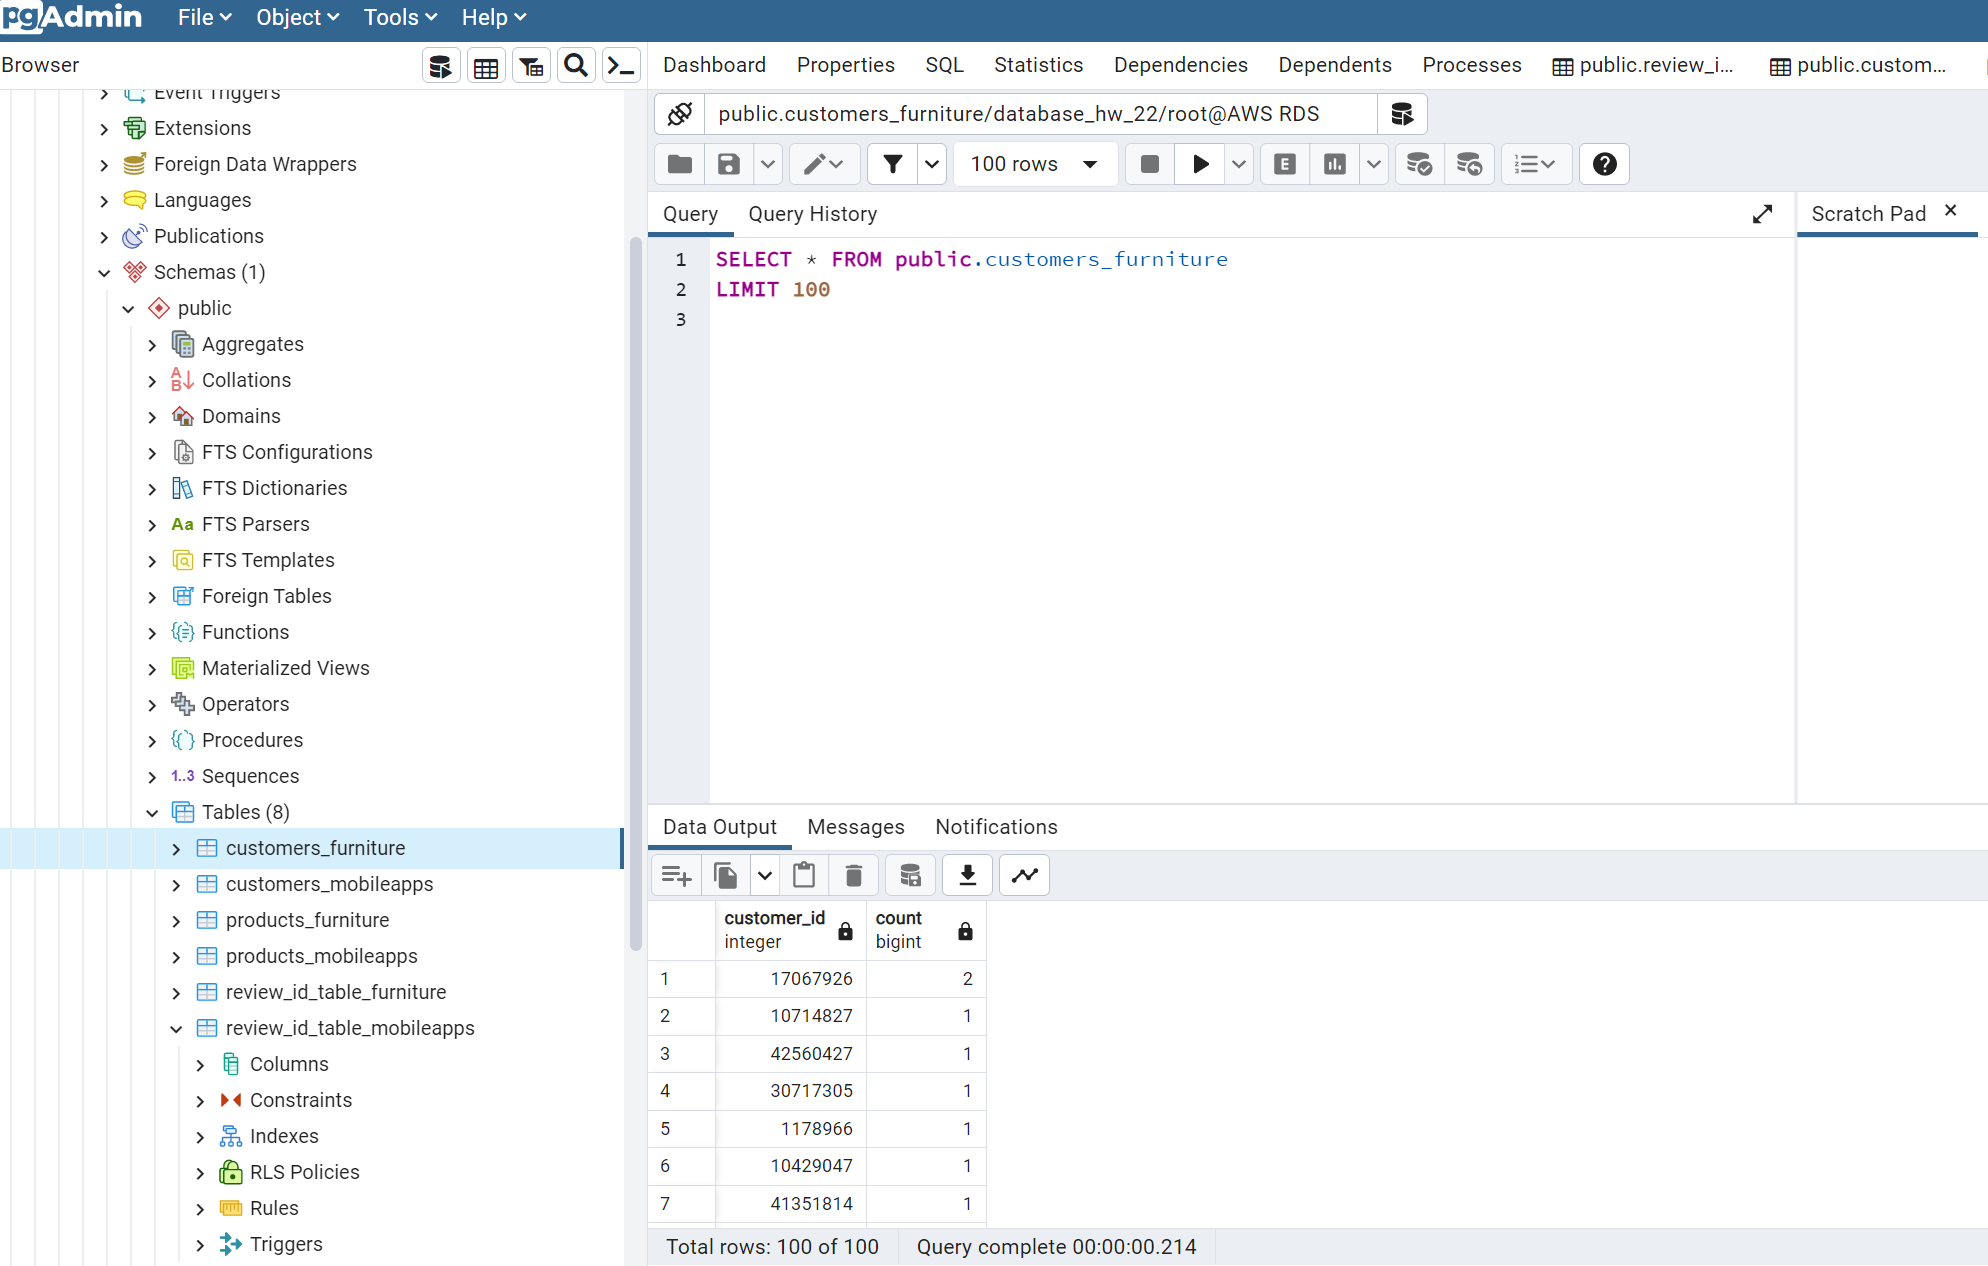 pgAdmin File Object Tools Help
Browser
Dashboard Properties SQL Statistics Dependencies Dependents Processes public.review_i... public.custom...
Event Triggers
Extensions
Foreign Data Wrappers
Languages
Publications
Schemas (1)
public
Aggregates
Collations
Domains
FTS Configurations
FTS Dictionaries
Aa FTS Parsers
FTS Templates
Foreign Tables
Functions
Materialized Views
Operators
Procedures
1..3 Sequences
Tables (8)
customers_furniture
customers_mobileapps
products_furniture
products_mobileapps
review_id_table_furniture
review_id_table_mobileapps
Columns
Constraints
Indexes
RLS Policies
Rules
Triggers
public.customers_furniture/database_hw_22/root@AWS RDS
100 rows E ?
Query Query History
Scratch Pad
1 SELECT * FROM public.customers_furniture
2 LIMIT 100
3
Data Output Messages Notifications
customer_id count
integer bigint
1 17067926 2
2 10714827 1
3 42560427 1
4 30717305 1
5 1178966 1
6 10429047 1
7 41351814 1
Total rows: 100 of 100 Query complete 00:00:00.214